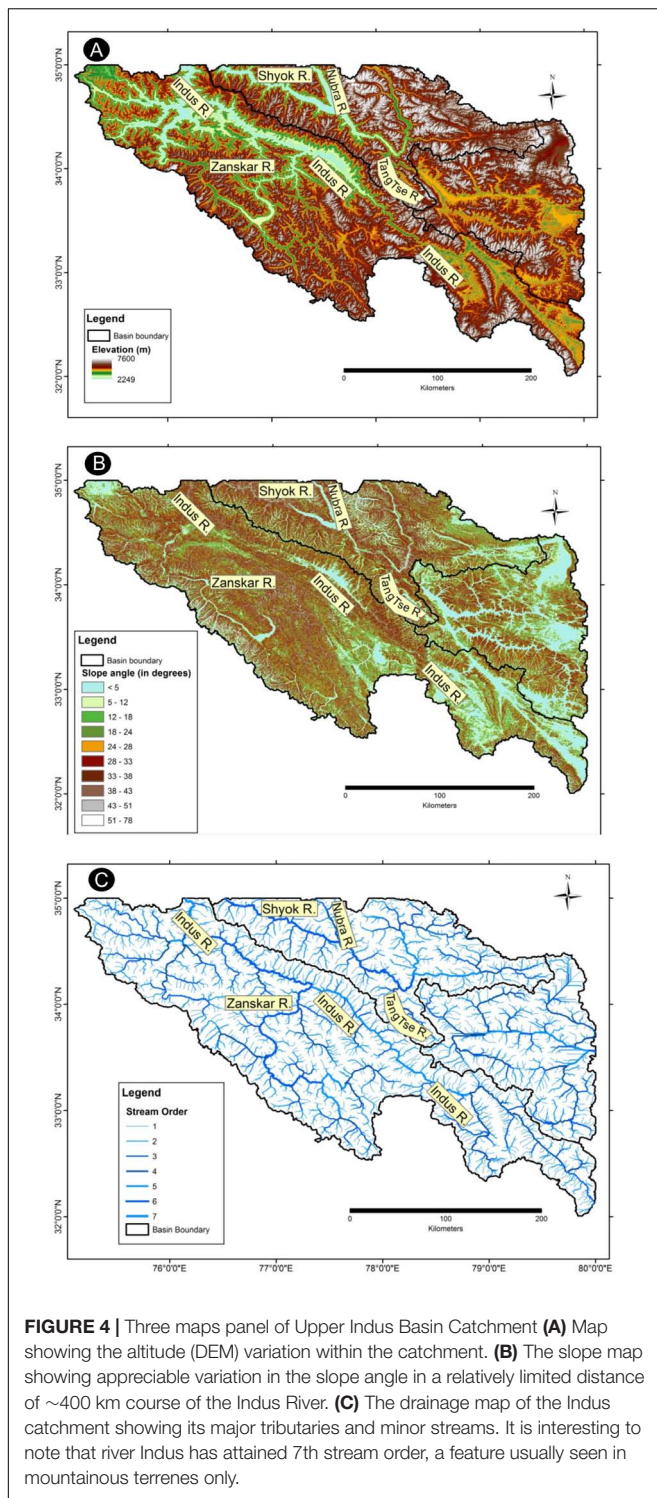 A
35°0'0"N
34°0'0"N
33°0'0"N
32°0'0"N
Shyok R.
Nubra R.
Indus R.
N
Zanskar R.
Indus R.
TangTse R.
Indus R.
Legend
Basin boundary
Elevation (m)
7600
2249
0 100 200
Kilometers
B
35°0'0"N
34°0'0"N
33°0'0"N
32°0'0"N
Shyok R.
Nubra R.
Indus R.
N
Zanskar R.
Indus R.
TangTse R.
Indus R.
Legend
Basin boundary
Slope angle (in degrees)
< 5
5 - 12
12 - 18
18 - 24
24 - 28
28 - 33
33 - 38
38 - 43
43 - 51
51 - 78
0 100 200
Kilometers
C
35°0'0"N
34°0'0"N
33°0'0"N
32°0'0"N
Shyok R.
Nubra R
Indus R.
N
Zanskar R.
Indus R.
TangTse R.
Indus R.
Legend
Stream Order
1
2
3
4
5
6
7
Basin Boundary
0 100 200
Kilometers
76°0'0"E 77°0'0"E 78°0'0"E 79°0'0"E 80°0'0"E
FIGURE 4 | Three maps panel of Upper Indus Basin Catchment (A) Map
showing the altitude (DEM) variation within the catchment. (B) The slope map
showing appreciable variation in the slope angle in a relatively limited distance
of ~400 km course of the Indus River. (C) The drainage map of the Indus
catchment showing its major tributaries and minor streams. It is interesting to
note that river Indus has attained 7th stream order, a feature usually seen in
mountainous terrenes only.